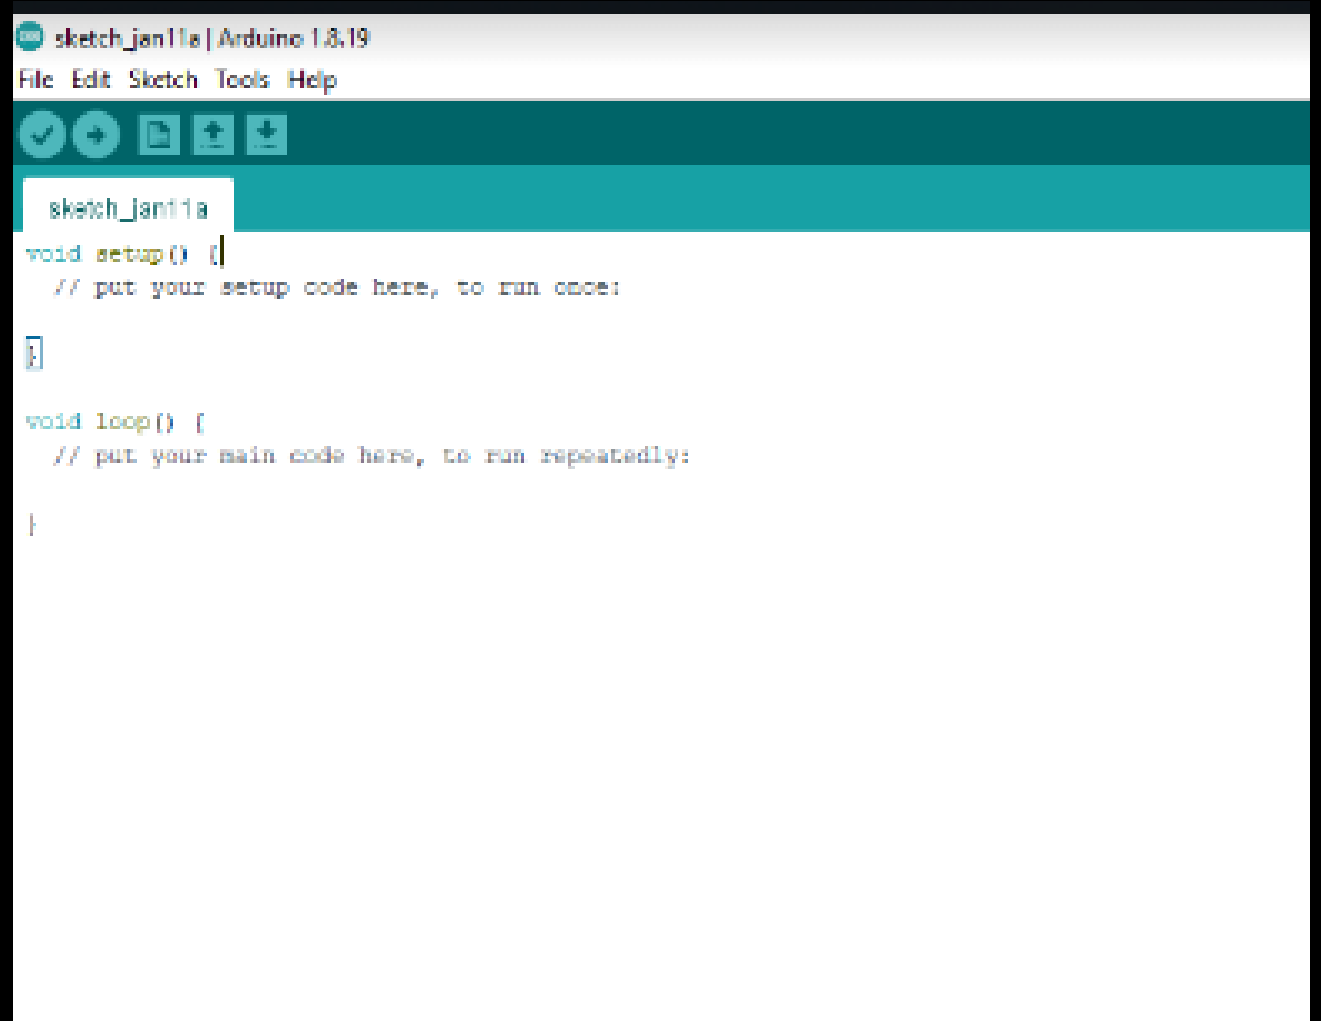 sketch_jan11a | Arduino 1.8.19
File Edit Sketch Tools Help
sketch_jan11a
void setup() {
  // put your setup code here, to run once:
}
void loop() {
  // put your main code here, to run repeatedly:
}